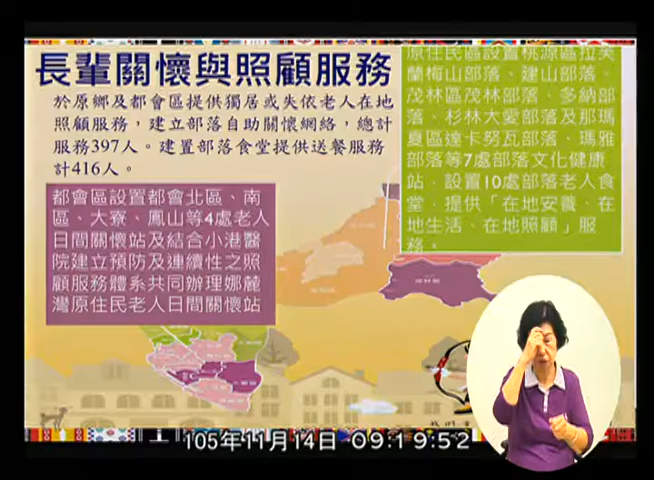 長輩關懷與照顧服務
於原鄉及都會區提供獨居或失依老人在地
照顧服務，建立部落自助關懷網絡，總計
服務397人。建置部落食堂提供送餐服務
計416人。
都會區設置都會北區、南
區、大寮、鳳山等4處老人
日間關懷站及結合小港醫
院建立預防及連續性之照
顧服務體系共同辦理娜麓
灣原住民老人日間關懷站
原住民區設置桃源區拉芙
蘭梅山部落、建山部落。
茂林區茂林部落、多納部
落、杉林大愛部落及那瑪
夏區達卡努瓦部落、瑪雅
部落等7處部落文化健康
站，設置10處部落老人食
堂，提供「在地安養、在
地生活、在地照顧」服
務。
105年11月14日 09:19:52